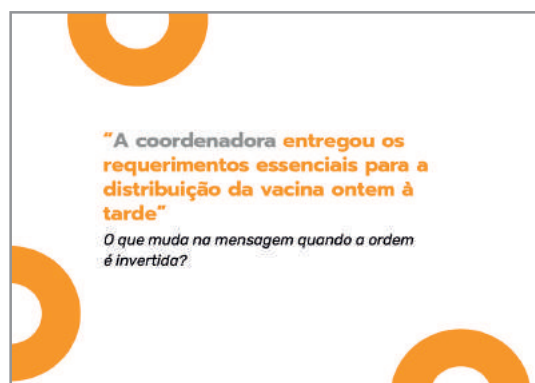 "A coordenadora entregou os
requerimentos essenciais para a
distribuição da vacina ontem à
tarde"
O que muda na mensagem quando a ordem
é invertida?